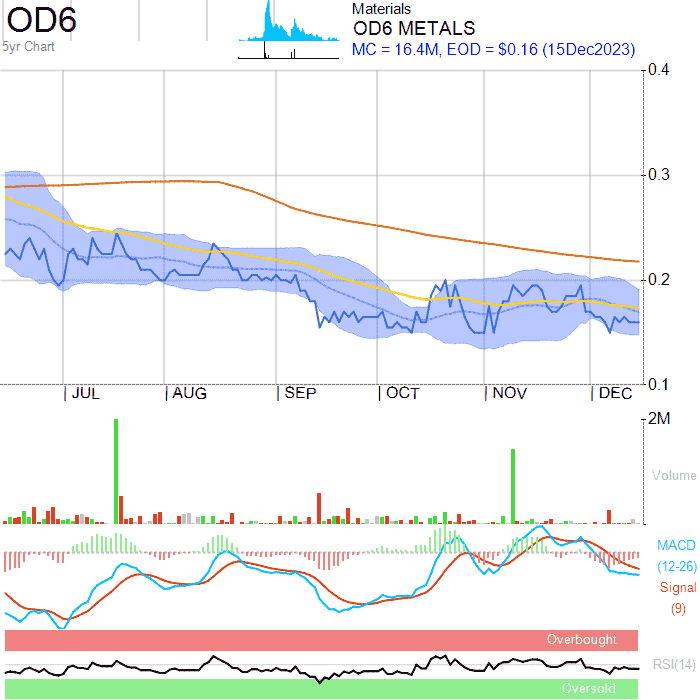 OD6
5yr Chart
Materials
OD6 METALS
MC = 16.4M, EOD = $0.16 (15Dec2023)
0.4
0.3
0.2
0.1
JUL AUG SEP OCT NOV DEC
2M
Volume
MACD
(12-26)
Signal
(9)
Overbought
RSI(14)
Oversold